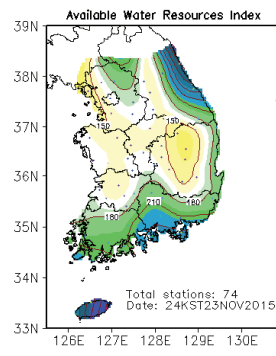 Available Water Resources Index
39N
38N
150
150
37N
36N
210
180
180
35N
34N
Total stations: 74
Date: 24KST23NOV2015
33N
126E 127E 128E 129E 130E